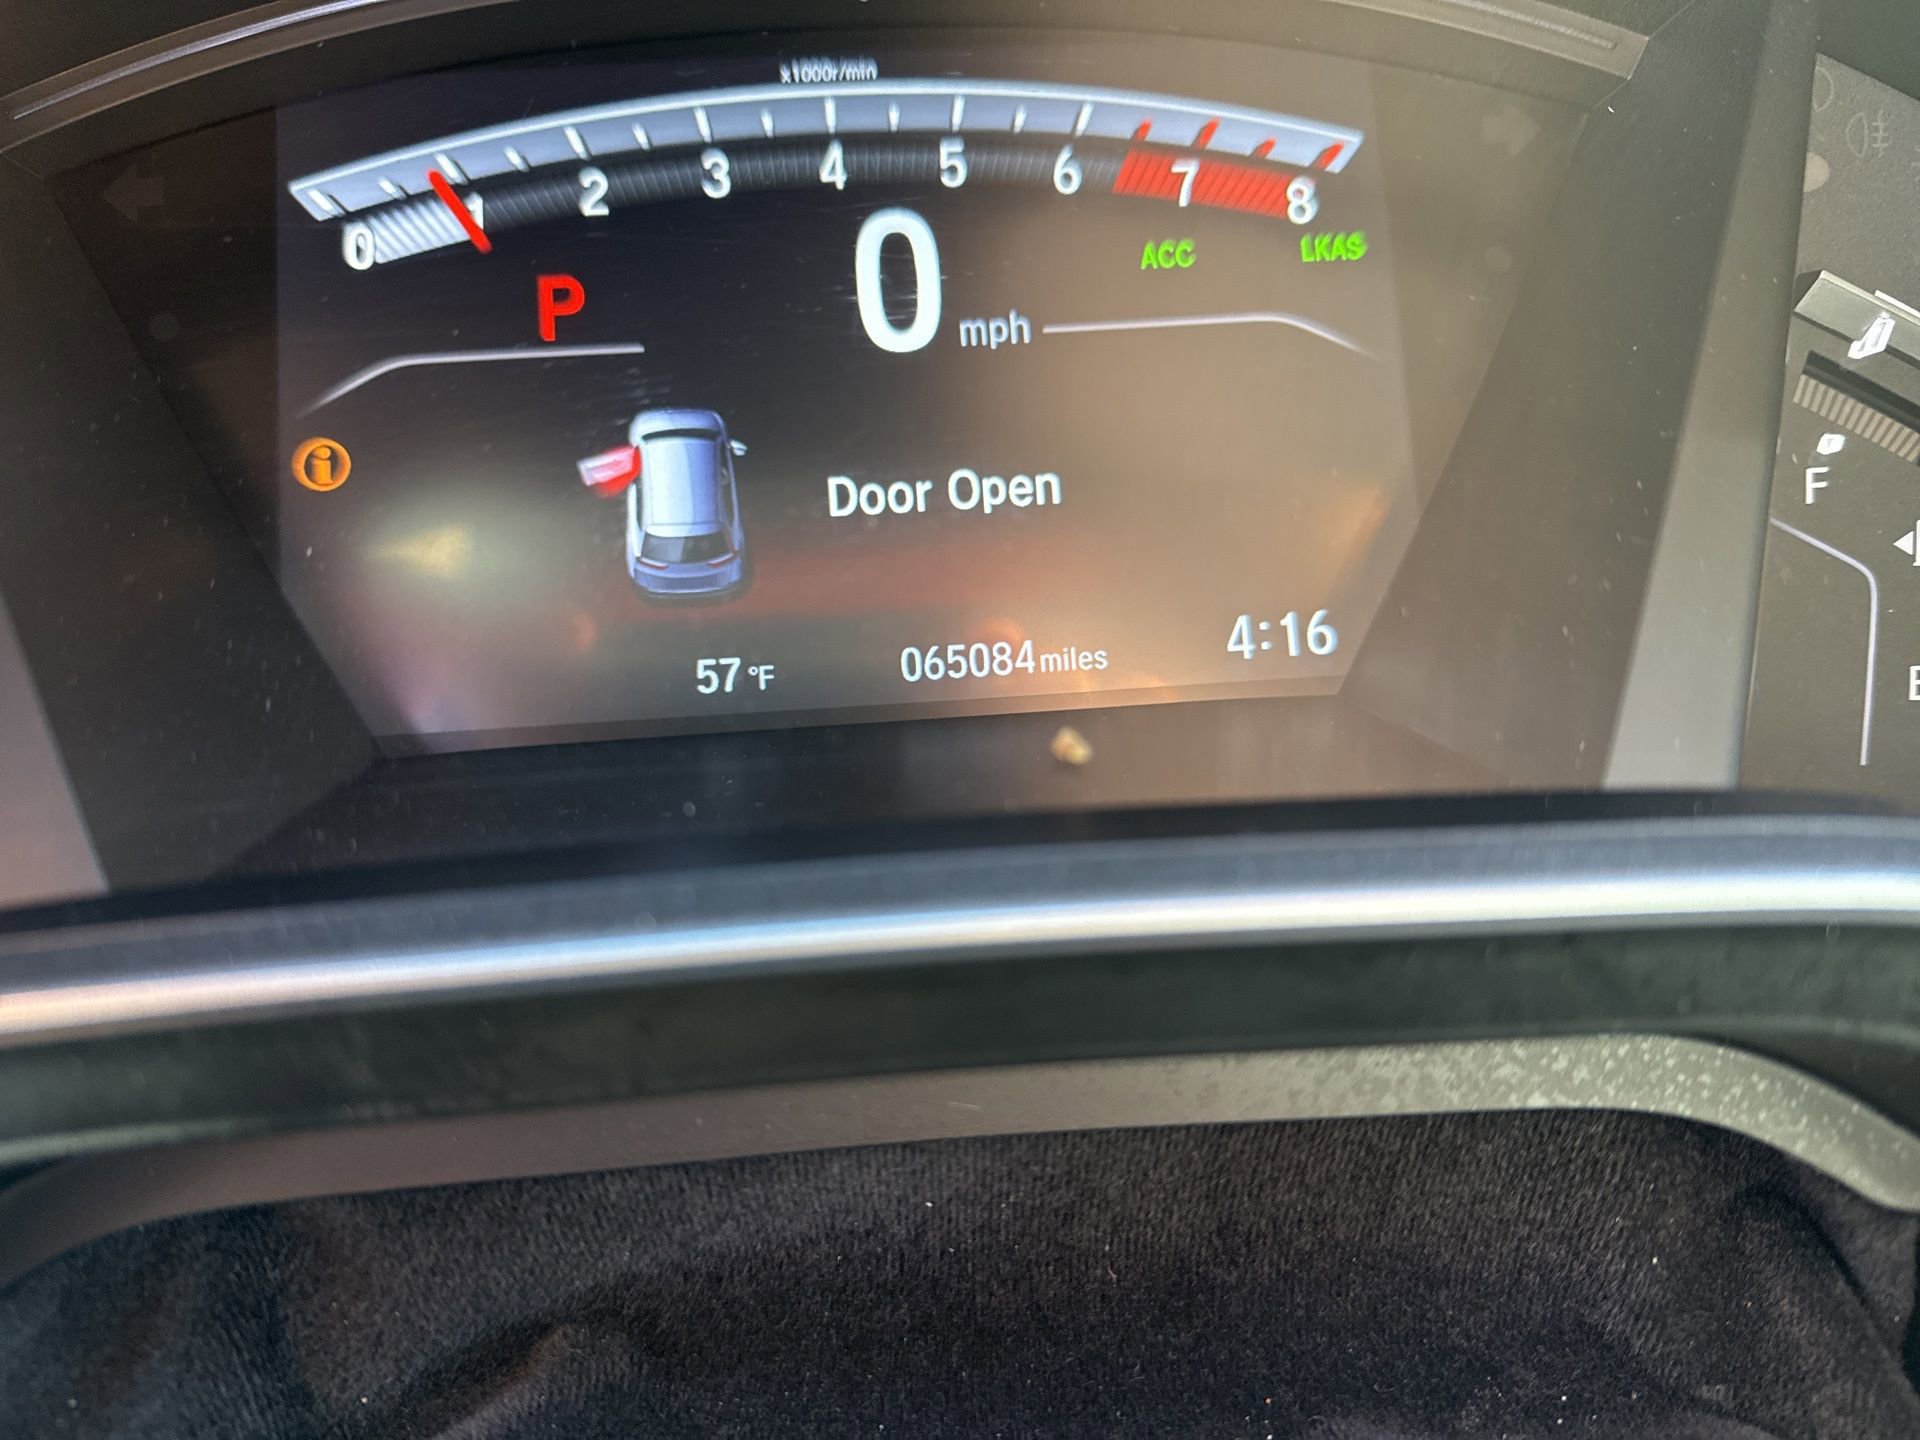 x1000r/min
0 1 2 3 4 5 6 7 8
ACC LKAS
P
0 mph
i
Door Open
57 °F 065084 miles 4:16
F